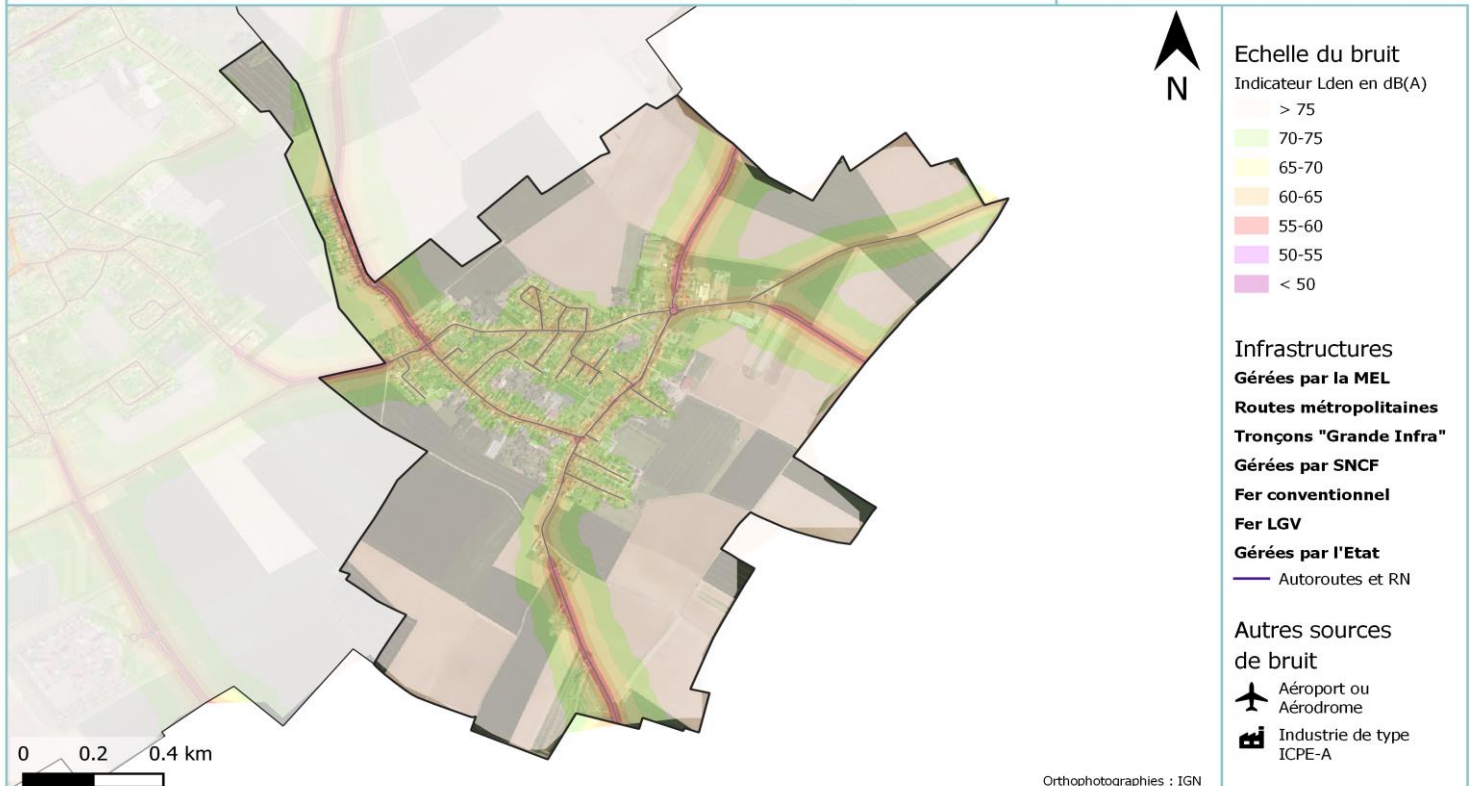 N
0 0.2 0.4 km
Orthophotographies : IGN
Echelle du bruit
Indicateur Lden en dB(A)
> 75
70-75
65-70
60-65
55-60
50-55
< 50
Infrastructures
Gérées par la MEL
Routes métropolitaines
Tronçons "Grande Infra"
Gérées par SNCF
Fer conventionnel
Fer LGV
Gérées par l'Etat
Autoroutes et RN
Autres sources
de bruit
Aéroport ou
Aérodrome
Industrie de type
ICPE-A